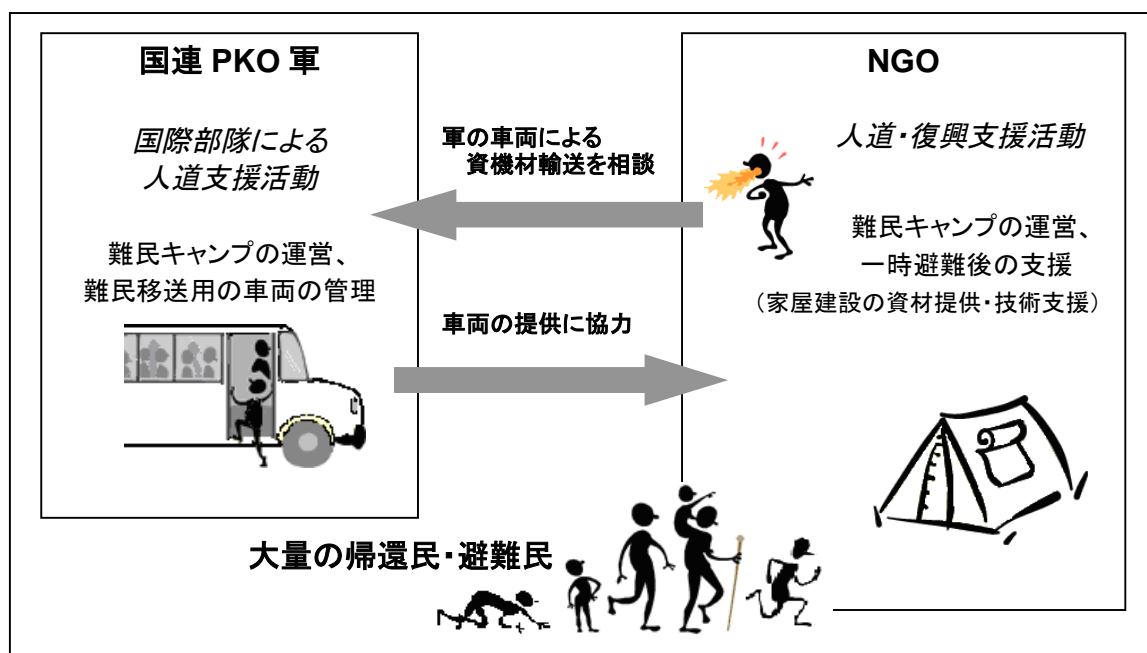 国連 PKO 軍
国際部隊による
人道支援活動
難民キャンプの運営、
難民移送用の車両の管理
軍の車両による
資機材輸送を相談
車両の提供に協力
NGO
人道・復興支援活動
難民キャンプの運営、
一時避難後の支援
（家屋建設の資材提供・技術支援）
大量の帰還民・避難民